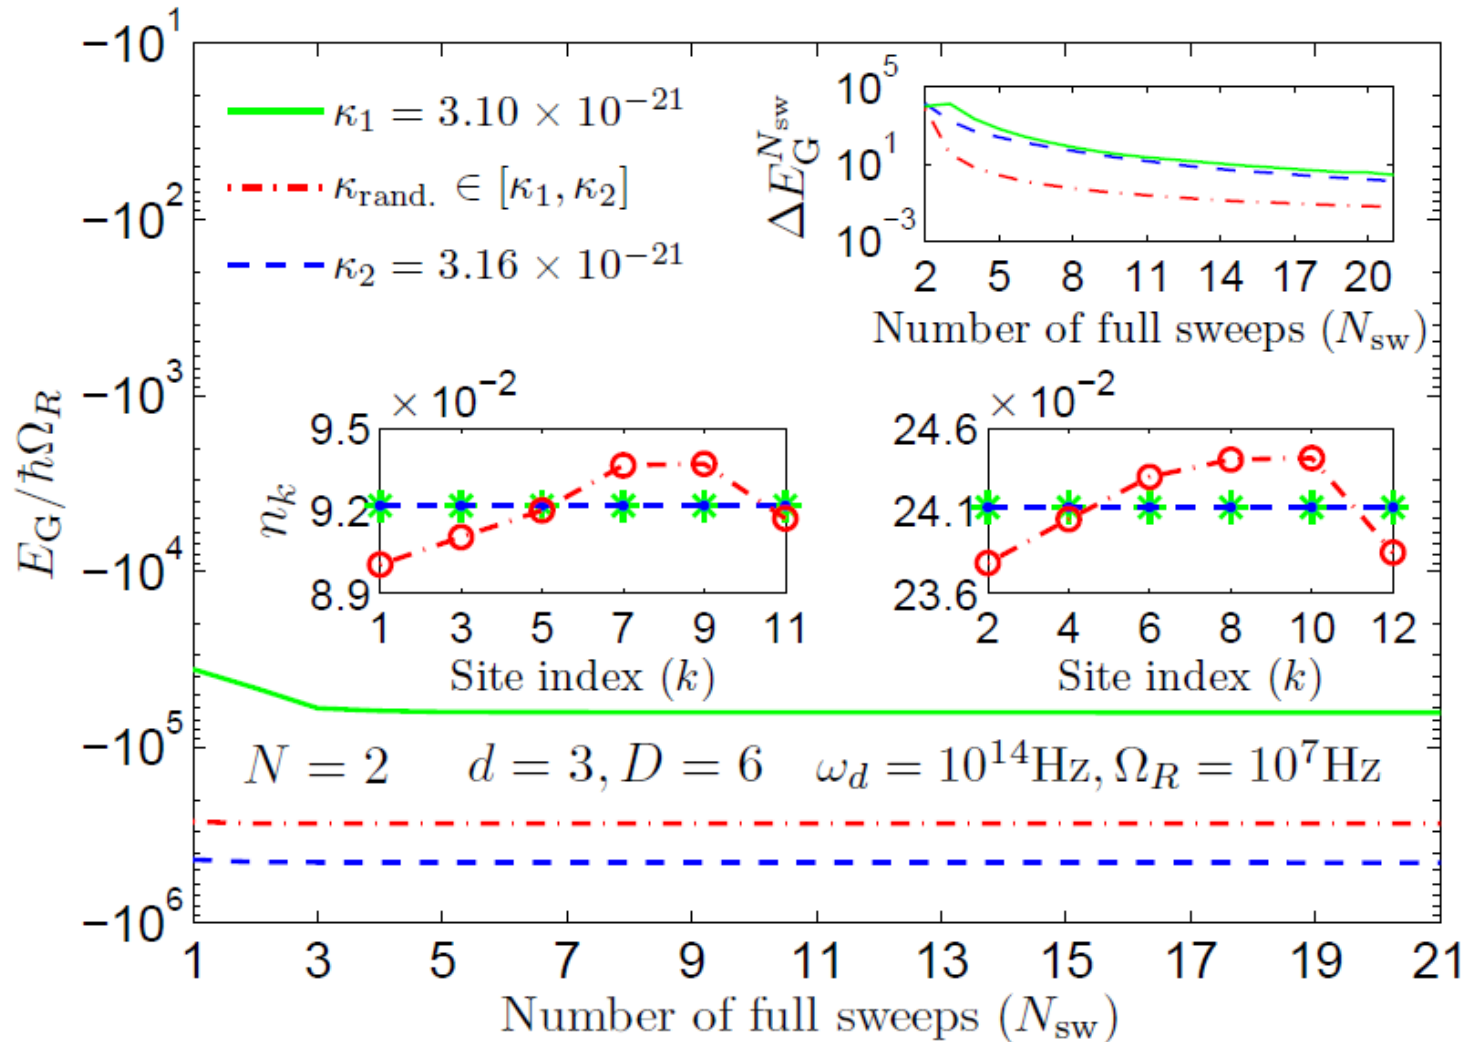 E_G/ħΩ_R
−10^1
−10^2
−10^3
−10^4
−10^5
−10^6
κ_1 = 3.10 × 10^−21
κ_rand. ∈ [κ_1, κ_2]
κ_2 = 3.16 × 10^−21
ΔE_G^N_sw
10^5
10^1
10^−3
2 5 8 11 14 17 20
Number of full sweeps (N_sw)
× 10^−2
n_k
9.5
9.2
8.9
1 3 5 7 9 11
Site index (k)
× 10^−2
24.6
24.1
23.6
2 4 6 8 10 12
Site index (k)
N = 2 d = 3, D = 6 ω_d = 10^14Hz, Ω_R = 10^7Hz
1 3 5 7 9 11 13 15 17 19 21
Number of full sweeps (N_sw)